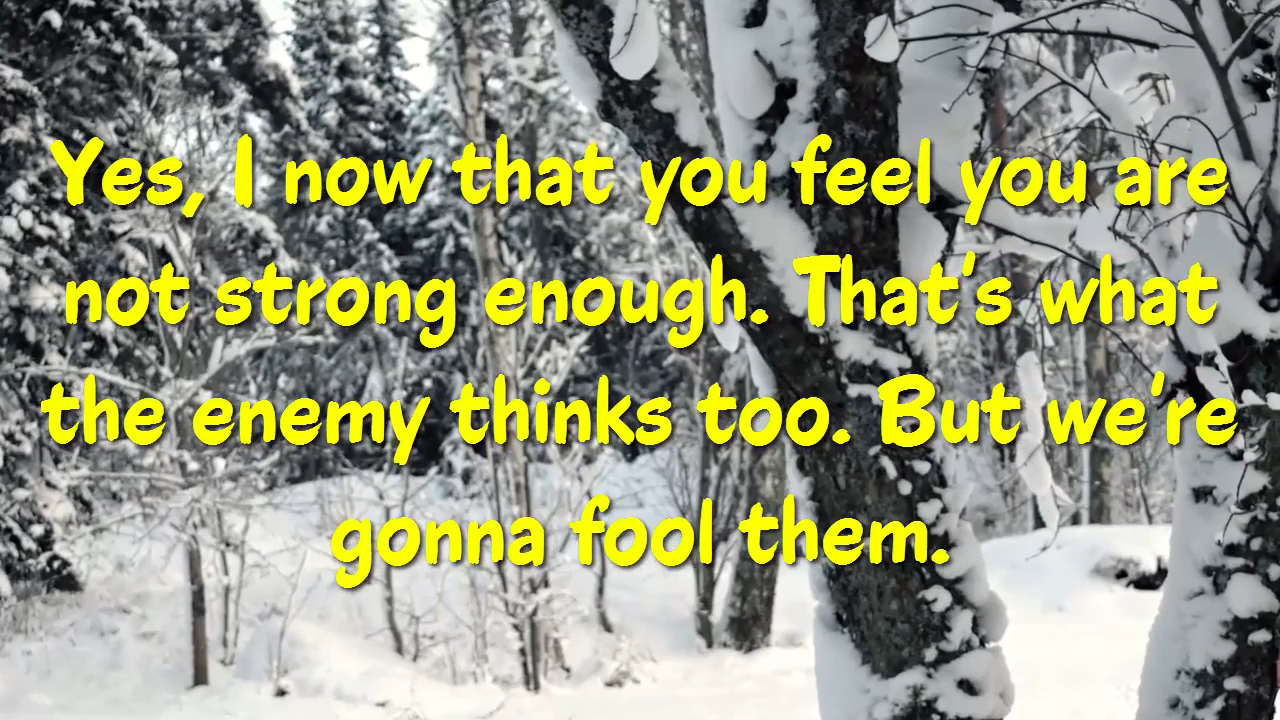 Yes, I now that you feel you are
not strong enough. That's what
the enemy thinks too. But we're
gonna fool them.